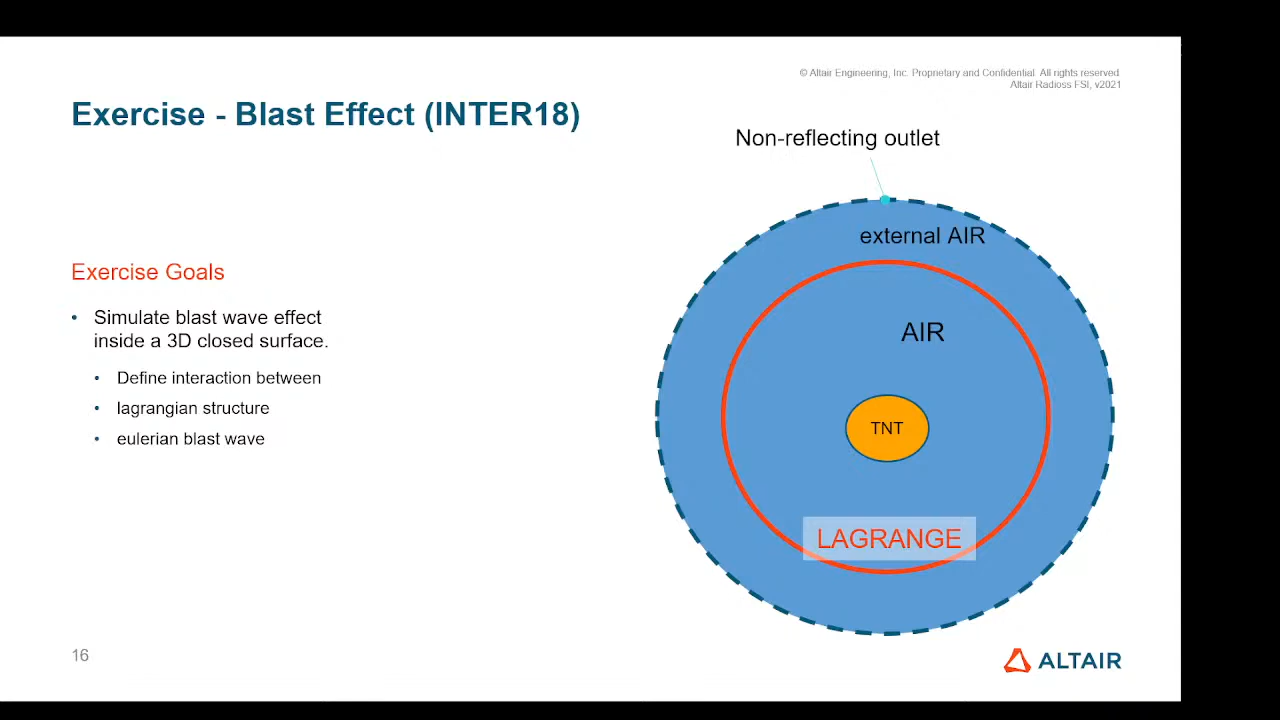 © Altair Engineering, Inc. Proprietary and Confidential. All rights reserved.
Altair Radioss FSI, v2021
Exercise - Blast Effect (INTER18)
Non-reflecting outlet
external AIR
Exercise Goals
• Simulate blast wave effect
inside a 3D closed surface.
• Define interaction between
• lagrangian structure
• eulerian blast wave
AIR
TNT
LAGRANGE
16
ALTAIR